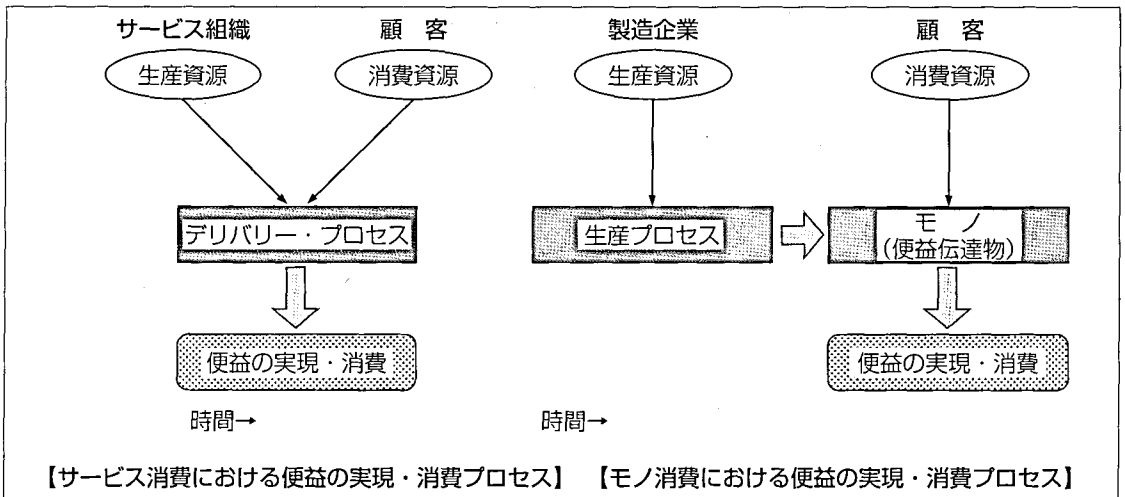 サービス組織 顧 客 製造企業 顧 客
生産資源 消費資源 生産資源 消費資源
デリバリー・プロセス 生産プロセス モ ノ
(便益伝達物)
便益の実現・消費 便益の実現・消費
時間→ 時間→
【サービス消費における便益の実現・消費プロセス】 【モノ消費における便益の実現・消費プロセス】